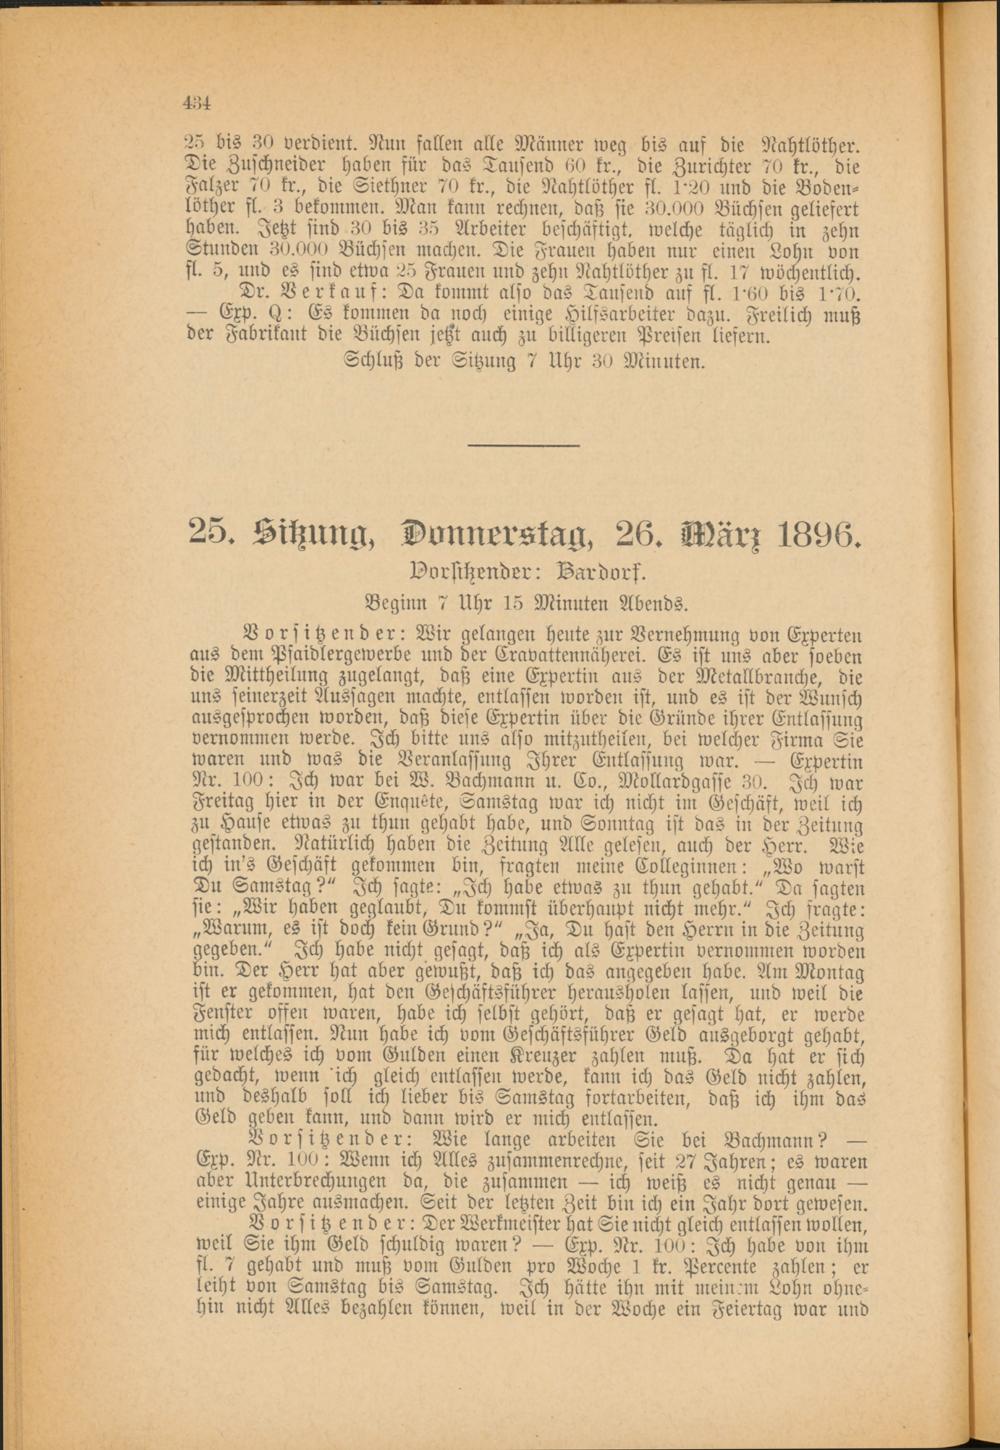 434
25 bis 30 verdient. Nun fallen alle Männer weg bis auf die Nahtlöther.
Die Zuschneider haben für das Tausend 60 kr., die Zurichter 70 kr., die
Falzer 70 kr., die Siethner 70 kr., die Nahtlöther fl. 1·20 und die Boden-
löther fl. 3 bekommen. Man kann rechnen, daß sie 30.000 Büchsen geliefert
haben. Jetzt sind 30 bis 35 Arbeiter beschäftigt, welche täglich in zehn
Stunden 30.000 Büchsen machen. Die Frauen haben nur einen Lohn von
fl. 5, und es sind etwa 25 Frauen und zehn Nahtlöther zu fl. 17 wöchentlich.
Dr. Verkauf: Da kommt also das Tausend auf fl. 1·60 bis 1·70.
— Exp. Q: Es kommen da noch einige Hilfsarbeiter dazu. Freilich muß
der Fabrikant die Büchsen jetzt auch zu billigeren Preisen liefern.
Schluß der Sitzung 7 Uhr 30 Minuten.
25. Sitzung, Donnerstag, 26. März 1896.
Vorsitzender: Bardorf.
Beginn 7 Uhr 15 Minuten Abends.
Vorsitzender: Wir gelangen heute zur Vernehmung von Experten
aus dem Pfaidlergewerbe und der Cravattennäherei. Es ist uns aber soeben
die Mittheilung zugelangt, daß eine Expertin aus der Metallbranche, die
uns seinerzeit Aussagen machte, entlassen worden ist, und es ist der Wunsch
ausgesprochen worden, daß diese Expertin über die Gründe ihrer Entlassung
vernommen werde. Ich bitte uns also mitzutheilen, bei welcher Firma Sie
waren und was die Veranlassung Ihrer Entlassung war. — Expertin
Nr. 100: Ich war bei W. Bachmann u. Co., Mollardgasse 30. Ich war
Freitag hier in der Enquête, Samstag war ich nicht im Geschäft, weil ich
zu Hause etwas zu thun gehabt habe, und Sonntag ist das in der Zeitung
gestanden. Natürlich haben die Zeitung Alle gelesen, auch der Herr. Wie
ich in's Geschäft gekommen bin, fragten meine Colleginnen: „Wo warst
Du Samstag?“ Ich sagte: „Ich habe etwas zu thun gehabt.“ Da sagten
sie: „Wir haben geglaubt, Du kommst überhaupt nicht mehr.“ Ich fragte:
„Warum, es ist doch kein Grund?“ „Ja, Du hast den Herrn in die Zeitung
gegeben.“ Ich habe nicht gesagt, daß ich als Expertin vernommen worden
bin. Der Herr hat aber gewußt, daß ich das angegeben habe. Am Montag
ist er gekommen, hat den Geschäftsführer herausholen lassen, und weil die
Fenster offen waren, habe ich selbst gehört, daß er gesagt hat, er werde
mich entlassen. Nun habe ich vom Geschäftsführer Geld ausgeborgt gehabt,
für welches ich vom Gulden einen Kreuzer zahlen muß. Da hat er sich
gedacht, wenn ich gleich entlassen werde, kann ich das Geld nicht zahlen,
und deshalb soll ich lieber bis Samstag fortarbeiten, daß ich ihm das
Geld geben kann, und dann wird er mich entlassen.
Vorsitzender: Wie lange arbeiten Sie bei Bachmann? —
Exp. Nr. 100: Wenn ich Alles zusammenrechne, seit 27 Jahren; es waren
aber Unterbrechungen da, die zusammen — ich weiß es nicht genau —
einige Jahre ausmachen. Seit der letzten Zeit bin ich ein Jahr dort gewesen.
Vorsitzender: Der Werkmeister hat Sie nicht gleich entlassen wollen,
weil Sie ihm Geld schuldig waren? — Exp. Nr. 100: Ich habe von ihm
fl. 7 gehabt und muß vom Gulden pro Woche 1 kr. Percente zahlen; er
leiht von Samstag bis Samstag. Ich hätte ihn mit meinem Lohn ohne-
hin nicht Alles bezahlen können, weil in der Woche ein Feiertag war und